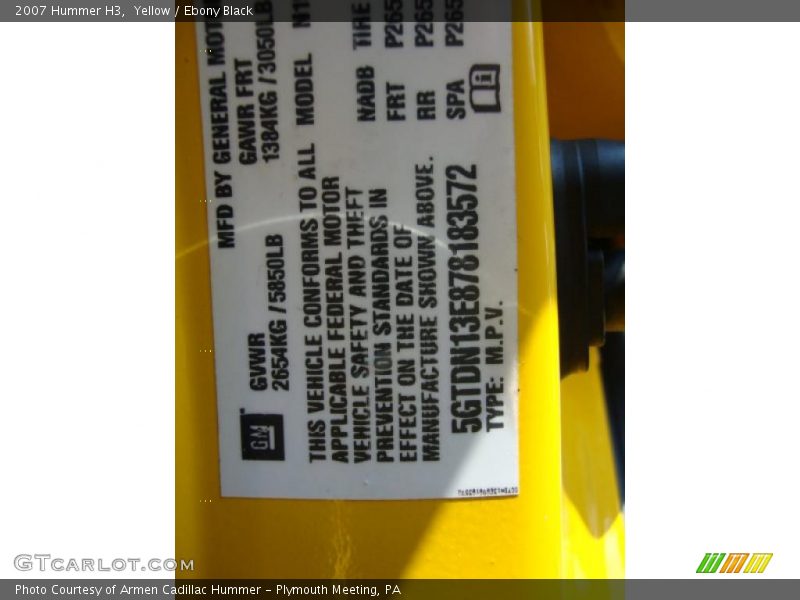 2007 Hummer H3,  Yellow / Ebony Black
MFD BY GENERAL MOT
GVWR GAWR FRT
2654KG / 5850LB 1384KG / 3050LB
THIS VEHICLE CONFORMS TO ALL MODEL
APPLICABLE FEDERAL MOTOR
VEHICLE SAFETY AND THEFT NADB TIRE
PREVENTION STANDARDS IN FRT P265
EFFECT ON THE DATE OF RR P265
MANUFACTURE SHOWN ABOVE. SPA P265
5GTDN13E878183572
TYPE: M.P.V.
GM
GTCARLOT.COM
Photo Courtesy of Armen Cadillac Hummer - Plymouth Meeting, PA